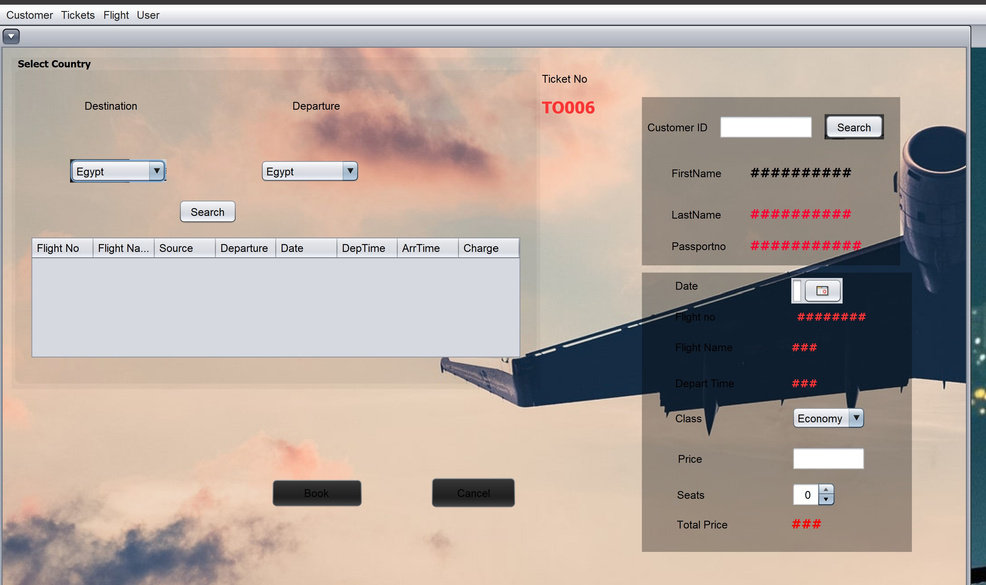 Customer Tickets Flight User
Select Country
Destination Departure
Egypt Egypt
Search
Flight No Flight Na... Source Departure Date DepTime ArrTime Charge
Book Cancel
Ticket No
TO006
Customer ID Search
FirstName ##########
LastName ##########
Passportno ###########
Date
Flight no ########
Flight Name ###
Depart Time ###
Class Economy
Price
Seats 0
Total Price ###